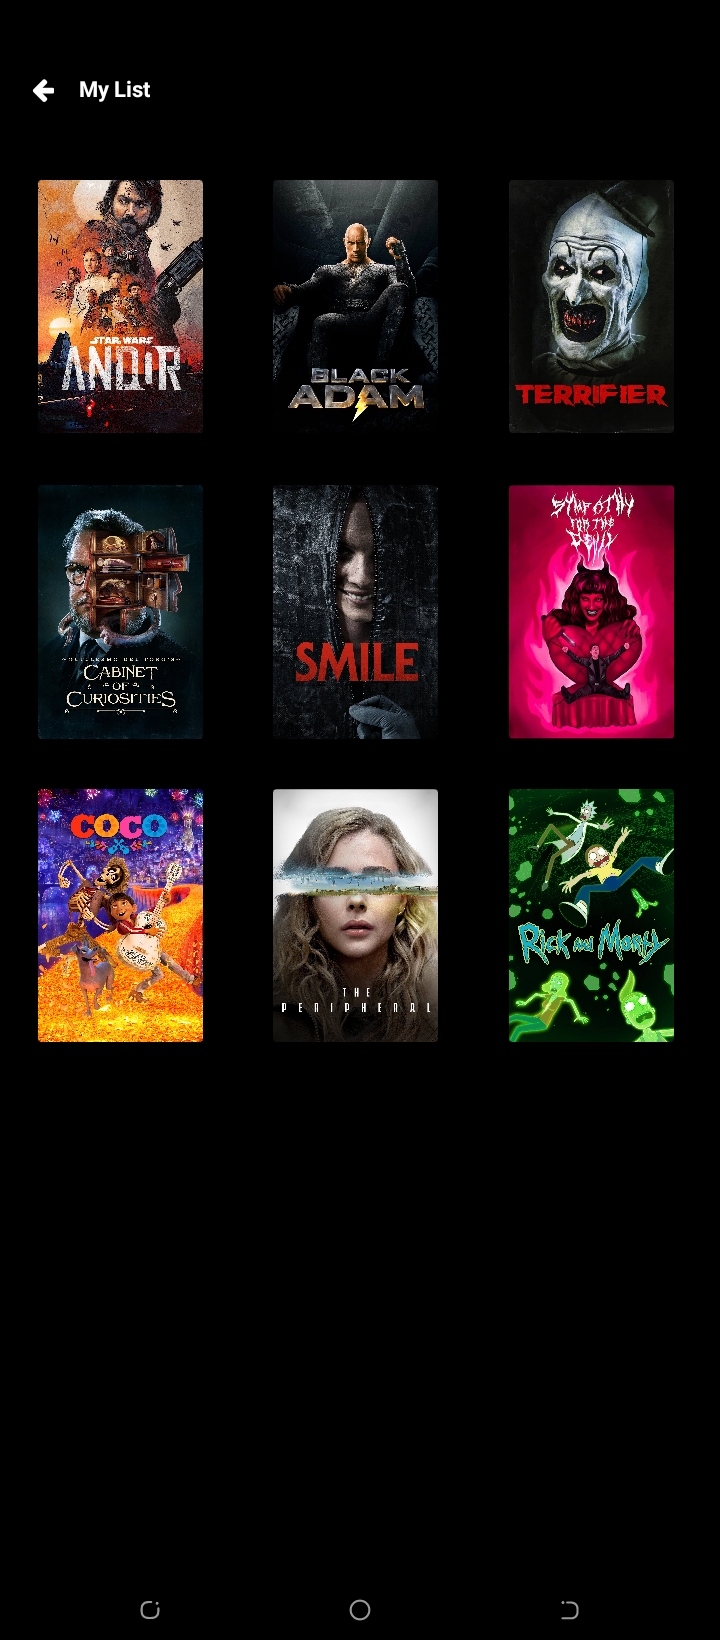 My List
STAR WARS
ANDOR
BLACK
ADAM
TERRIFIER
GUILLERMO DEL TORO'S
CABINET
OF
CURIOSITIES
SMILE
SYMPATHY
FOR THE
DEVIL
COCO
THE
PERIPHERAL
Rick and Morty